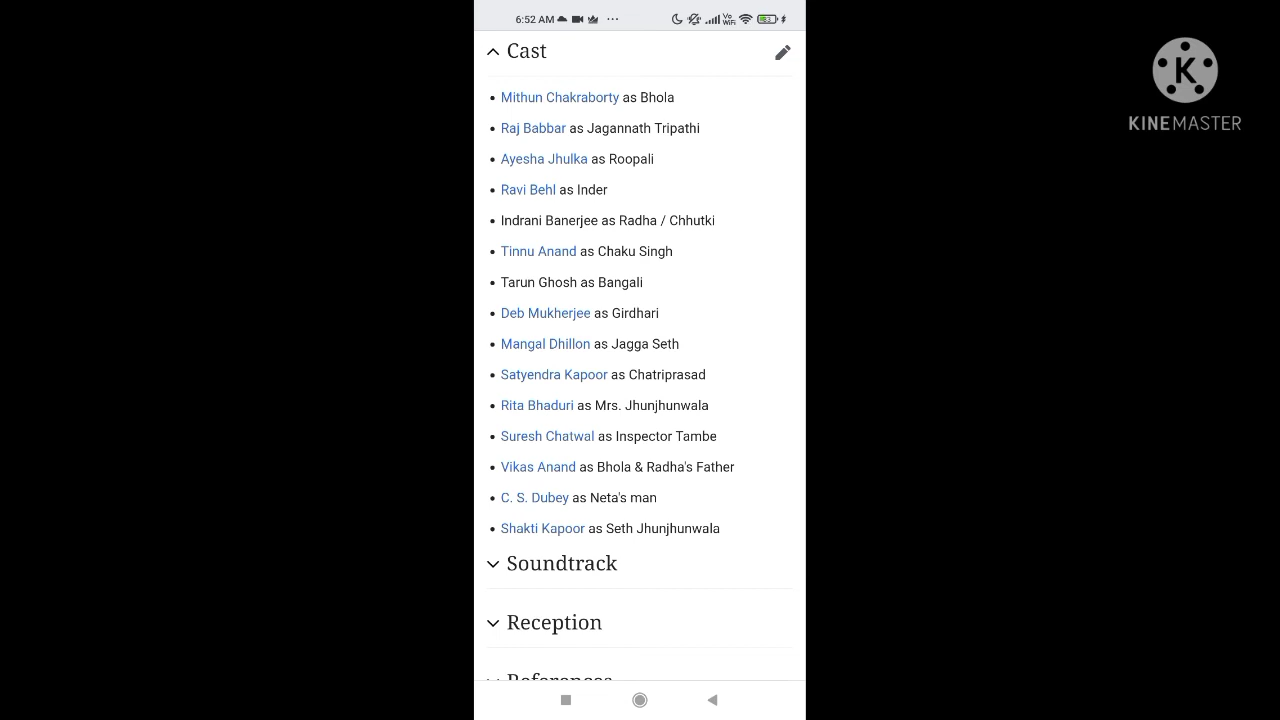 6:52 AM
Vo
WiFi
Cast
Mithun Chakraborty as Bhola
Raj Babbar as Jagannath Tripathi
Ayesha Jhulka as Roopali
Ravi Behl as Inder
Indrani Banerjee as Radha / Chhutki
Tinnu Anand as Chaku Singh
Tarun Ghosh as Bangali
Deb Mukherjee as Girdhari
Mangal Dhillon as Jagga Seth
Satyendra Kapoor as Chatriprasad
Rita Bhaduri as Mrs. Jhunjhunwala
Suresh Chatwal as Inspector Tambe
Vikas Anand as Bhola & Radha's Father
C. S. Dubey as Neta's man
Shakti Kapoor as Seth Jhunjhunwala
Soundtrack
Reception
References
K
KINEMASTER